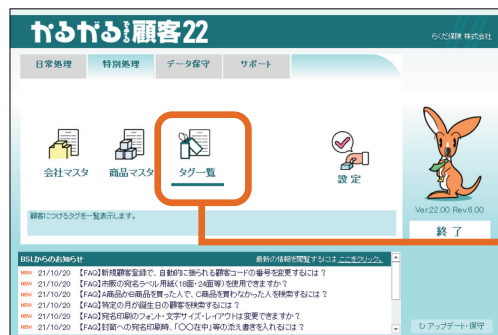 かるがるできる顧客22
らくだ保険 株式会社
日常処理 特別処理 データ保守 サポート
会社マスタ 商品マスタ タグ一覧 設定
顧客につけるタグを一覧表示します。
Ver22.00 Rev6.00
終 了
BSLからのお知らせ 最新の情報を閲覧するには ここをクリック。
NEW 21/10/20 【FAQ】新規顧客登録で、自動的に振られる顧客コードの番号を変更するには？
NEW 21/10/20 【FAQ】市販の宛名ラベル用紙(18面・24面等)を使用できますか？
NEW 21/10/20 【FAQ】A商品かB商品を買った人で、C商品を買わなかった人を検索するには？
NEW 21/10/20 【FAQ】特定の月が誕生日の顧客を検索するには？
NEW 21/10/20 【FAQ】宛名印刷のフォント・文字サイズ・レイアウトは変更できますか？
NEW 21/10/20 【FAQ】封筒への宛名印刷時、「〇〇在中」等の添え書きを入れるには？
アップデート・保守